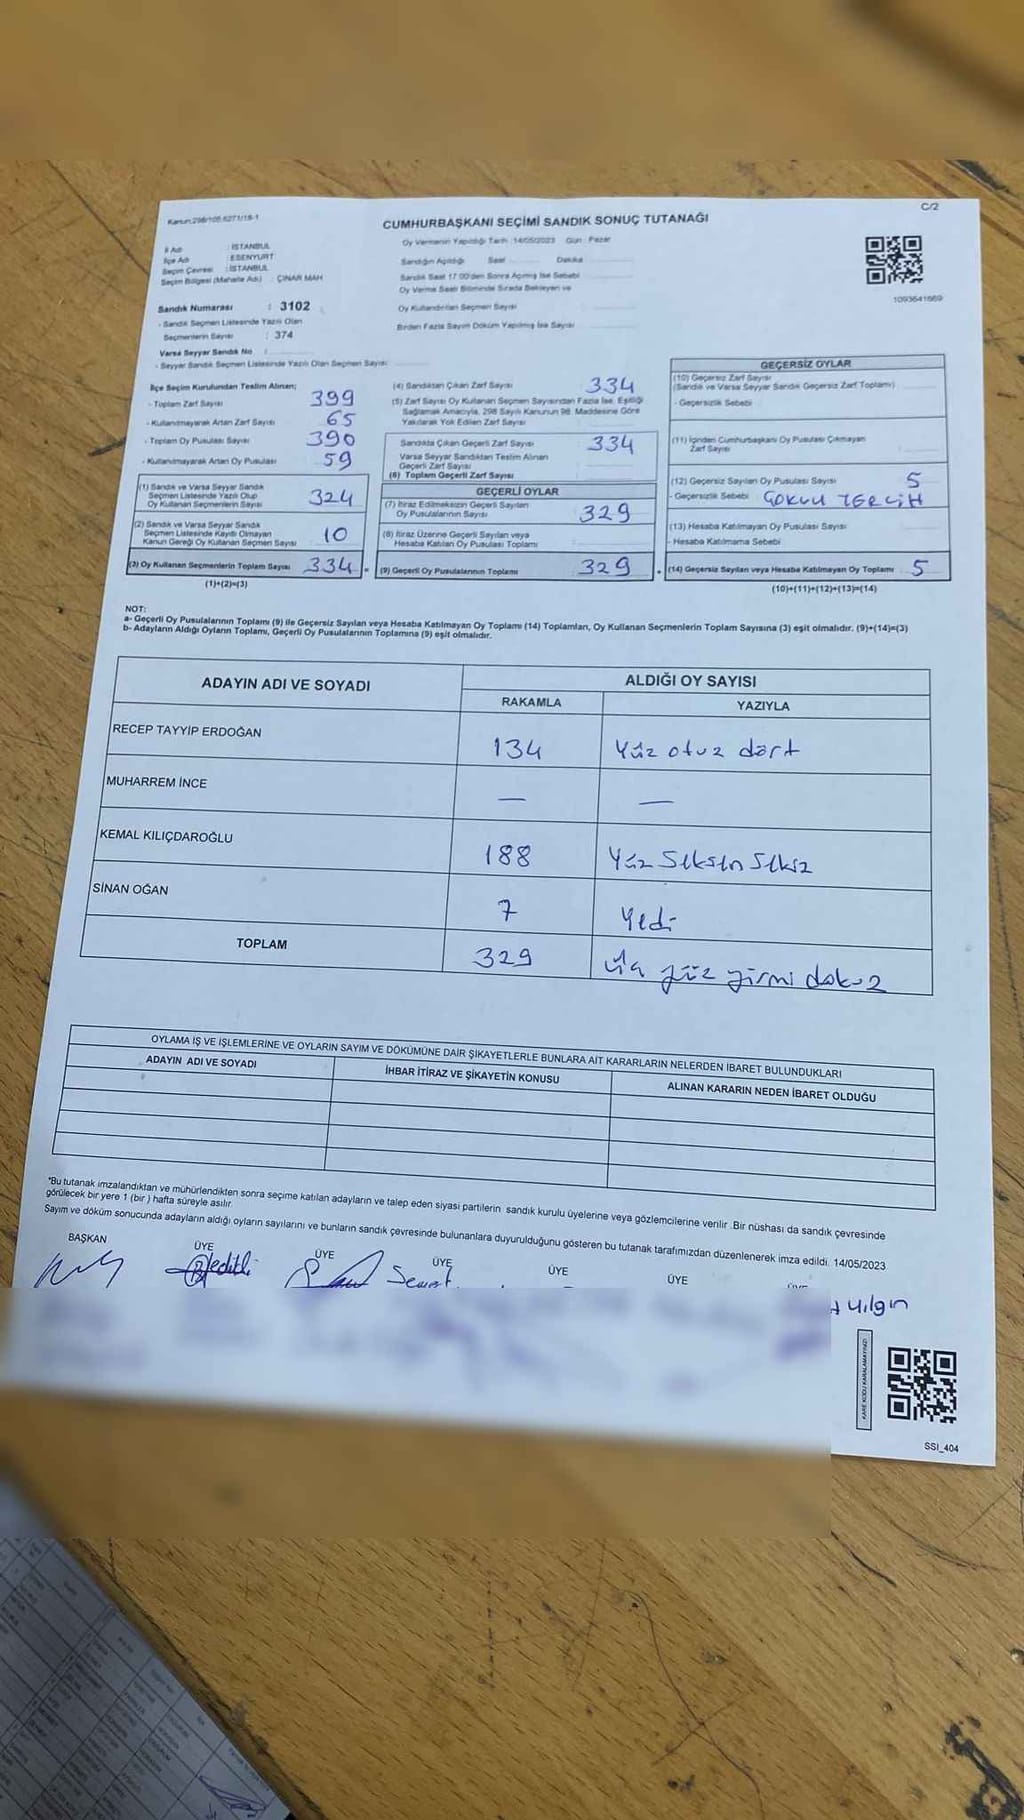 C/2
CUMHURBAŞKANI SEÇİMİ SANDIK SONUÇ TUTANAĞI
İl Adı : İSTANBUL
İlçe Adı : ESENYURT
Seçim Çevresi : İSTANBUL
Seçim Bölgesi (Mahalle Adı) : ÇINAR MAH
Sandık Numarası : 3102
- Sandık Seçmen Listesinde Yazılı Olan
Seçmenlerin Sayısı : 374
Varsa Seyyar Sandık No :
- Seyyar Sandık Seçmen Listesinde Yazılı Olan Seçmen Sayısı
Oy Vermenin Yapıldığı Tarih :14/05/2023 Gün : Pazar
Sandığın Açıldığı Saat Dakika
Sandık Saat 17.00'den Sonra Açılmış İse Sebebi
Oy Verme Saati Bitiminde Sırada Bekleyen ve
Oy Kullandırılan Seçmen Sayısı
Birden Fazla Sayım Döküm Yapılmış İse Sayısı
1093641669
İlçe Seçim Kurulundan Teslim Alınan;
- Toplam Zarf Sayısı 399
- Kullanılmayarak Artan Zarf Sayısı 65
- Toplam Oy Pusulası Sayısı 390
- Kullanılmayarak Artan Oy Pusulası 59
(1) Sandık ve Varsa Seyyar Sandık
Seçmen Listesinde Yazılı Olup
Oy Kullanan Seçmenlerin Sayısı 324
(2) Sandık ve Varsa Seyyar Sandık
Seçmen Listesinde Kayıtlı Olmayan
Kanun Gereği Oy Kullanan Seçmen Sayısı 10
(3) Oy Kullanan Seçmenlerin Toplam Sayısı 334
(1)+(2)=(3)
(4) Sandıktan Çıkan Zarf Sayısı 334
(5) Zarf Sayısı Oy Kullanan Seçmen Sayısından Fazla İse, Eşitliği
Sağlamak Amacıyla, 298 Sayılı Kanunun 98. Maddesine Göre
Yakılarak Yok Edilen Zarf Sayısı
Sandıkta Çıkan Geçerli Zarf Sayısı 334
Varsa Seyyar Sandıktan Teslim Alınan
Geçerli Zarf Sayısı
(6) Toplam Geçerli Zarf Sayısı
GEÇERLİ OYLAR
(7) İtiraz Edilmeksizin Geçerli Sayılan
Oy Pusulalarının Sayısı 329
(8) İtiraz Üzerine Geçerli Sayılan veya
Hesaba Katılan Oy Pusulası Toplamı
(9) Geçerli Oy Pusulalarının Toplamı 329
GEÇERSİZ OYLAR
(10) Geçersiz Zarf Sayısı
(Sandık ve Varsa Seyyar Sandık Geçersiz Zarf Toplamı)
- Geçersizlik Sebebi
(11) İçinden Cumhurbaşkanı Oy Pusulası Çıkmayan
Zarf Sayısı
(12) Geçersiz Sayılan Oy Pusulası Sayısı 5
- Geçersizlik Sebebi ÇOKLU TERCİH
(13) Hesaba Katılmayan Oy Pusulası Sayısı
- Hesaba Katılmama Sebebi
(14) Geçersiz Sayılan veya Hesaba Katılmayan Oy Toplamı 5
(10)+(11)+(12)+(13)=(14)
NOT:
a- Geçerli Oy Pusulalarının Toplamı (9) ile Geçersiz Sayılan veya Hesaba Katılmayan Oy Toplamı (14) Toplamları, Oy Kullanan Seçmenlerin Toplam Sayısına (3) eşit olmalıdır. (9)+(14)=(3)
b- Adayların Aldığı Oyların Toplamı, Geçerli Oy Pusulalarının Toplamına (9) eşit olmalıdır.
ADAYIN ADI VE SOYADI
ALDIĞI OY SAYISI
RAKAMLA YAZIYLA
RECEP TAYYİP ERDOĞAN 134 Yüz otuz dört
MUHARREM İNCE — —
KEMAL KILIÇDAROĞLU 188 Yüz Seksen Sekiz
SİNAN OĞAN 7 Yedi
TOPLAM 329 Üç yüz yirmi dokuz
OYLAMA İŞ VE İŞLEMLERİNE VE OYLARIN SAYIM VE DÖKÜMÜNE DAİR ŞİKAYETLERLE BUNLARA AİT KARARLARIN NELERDEN İBARET BULUNDUKLARI
ADAYIN ADI VE SOYADI
İHBAR İTİRAZ VE ŞİKAYETİN KONUSU
ALINAN KARARIN NEDEN İBARET OLDUĞU
"Bu tutanak imzalandıktan ve mühürlendikten sonra seçime katılan adayların ve talep eden siyasi partilerin sandık kurulu üyelerine veya gözlemcilerine verilir .Bir nüshası da sandık çevresinde
görülecek bir yere 1 (bir ) hafta süreyle asılır.
Sayım ve döküm sonucunda adayların aldığı oyların sayılarını ve bunların sandık çevresinde bulunanlara duyurulduğunu gösteren bu tutanak tarafımızdan düzenlenerek imza edildi. 14/05/2023
BAŞKAN ÜYE ÜYE ÜYE ÜYE ÜYE
Yılgın
KARE KODU KARALAMAYINIZ!
SSI_404